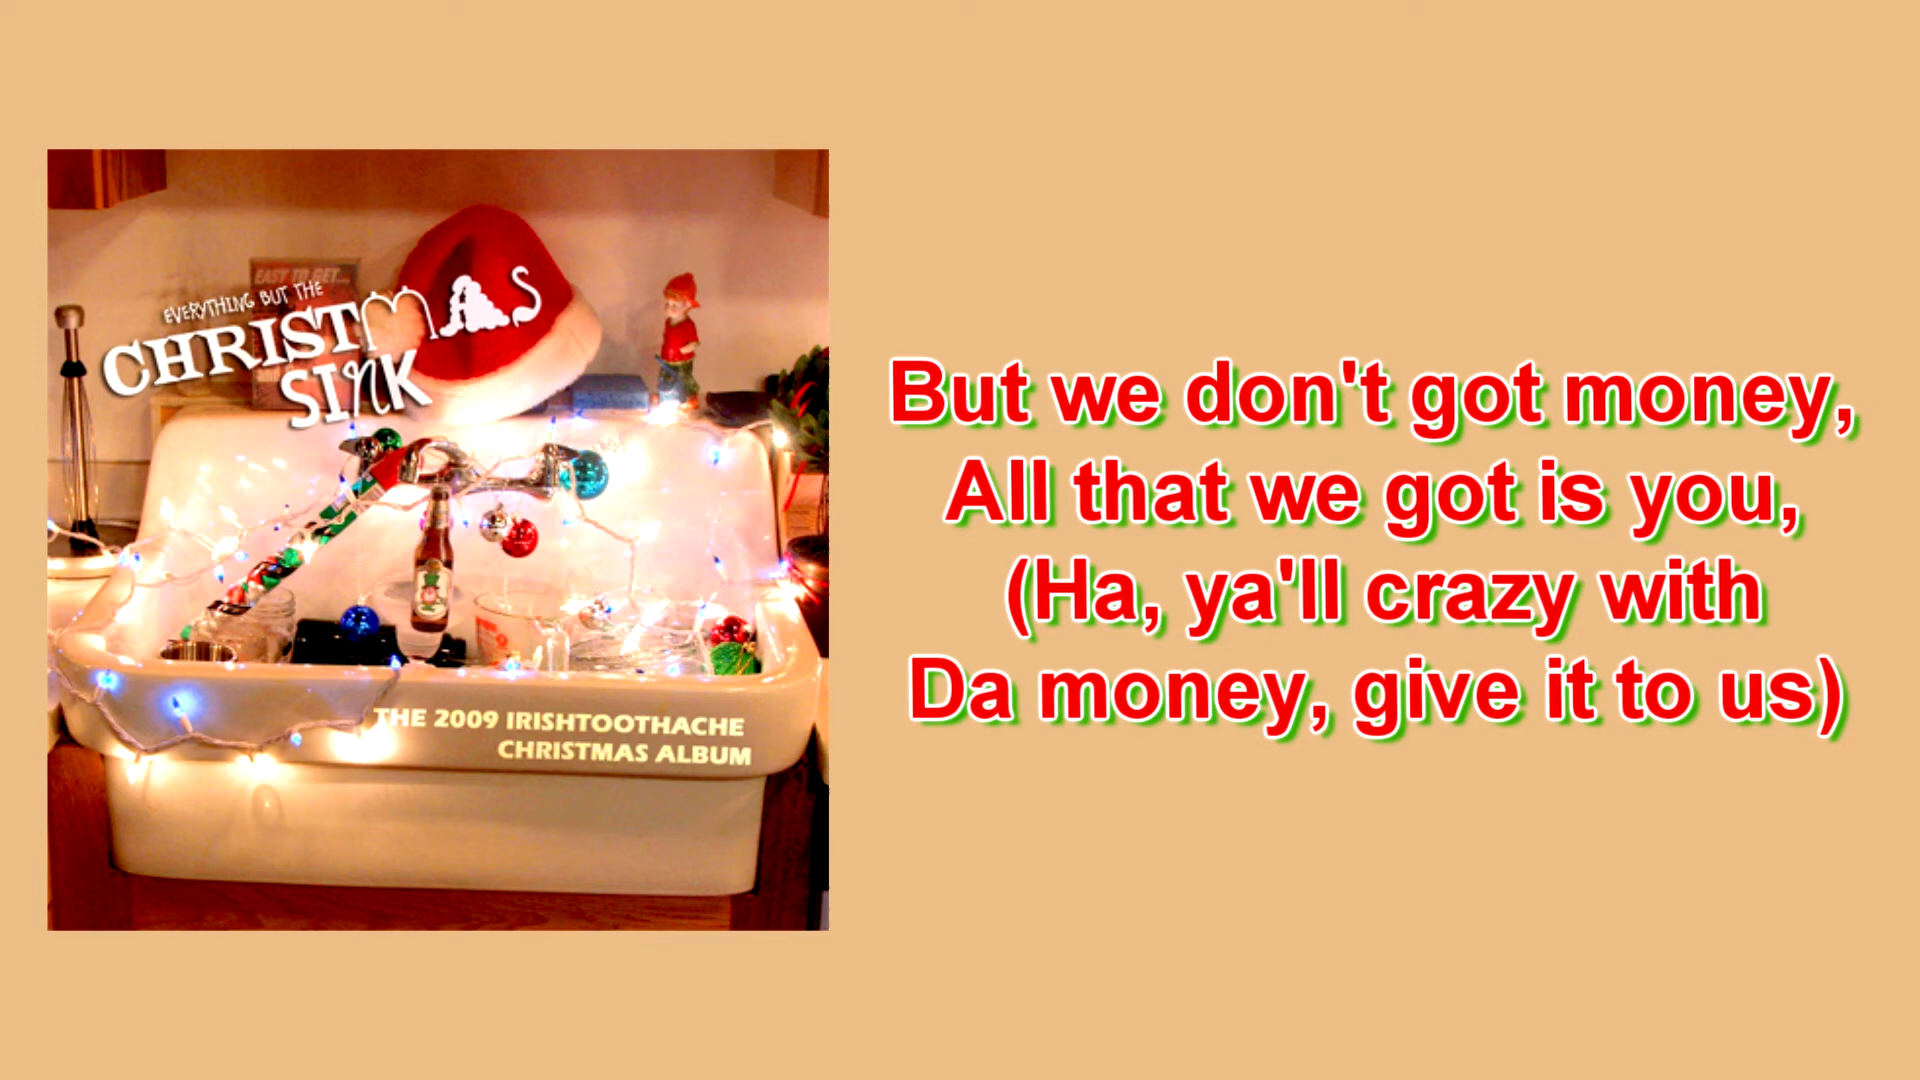 EASY TO GET...
EVERYTHING BUT THE
CHRISTMAS
SINK
THE 2009 IRISHTOOTHACHE
CHRISTMAS ALBUM
But we don't got money,
All that we got is you,
(Ha, ya'll crazy with
Da money, give it to us)